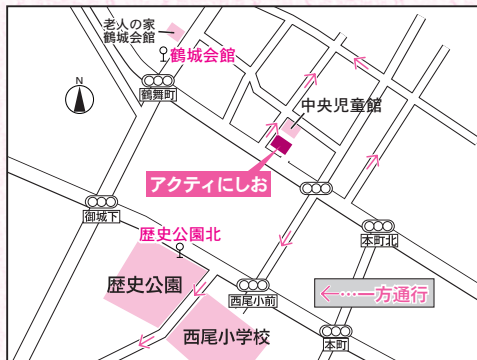 老人の家
鶴城会館
鶴城会館
N
鶴舞町
中央児童館
アクティにしお
御城下
歴史公園北
本町北
歴史公園
西尾小前
←…一方通行
西尾小学校
本町